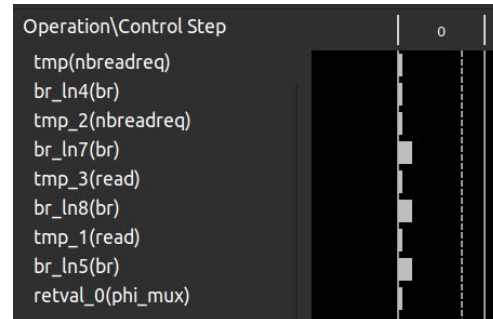 Operation\Control Step 0
tmp(nbreadreq)
br_ln4(br)
tmp_2(nbreadreq)
br_ln7(br)
tmp_3(read)
br_ln8(br)
tmp_1(read)
br_ln5(br)
retval_0(phi_mux)